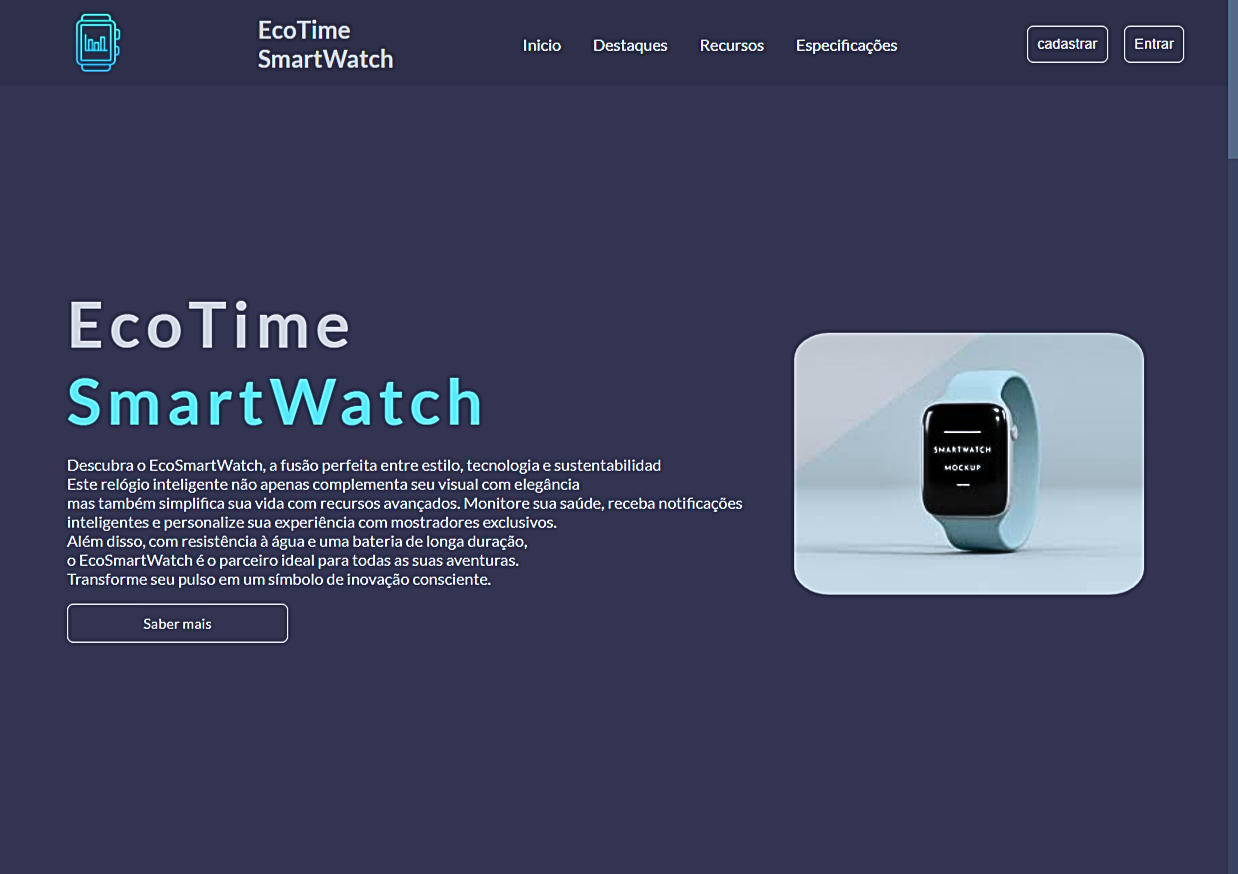 EcoTime
SmartWatch
Inicio
Destaques
Recursos
Especificações
cadastrar
Entrar
EcoTime
SmartWatch
Descubra o EcoSmartWatch, a fusão perfeita entre estilo, tecnologia e sustentabilidad
Este relógio inteligente não apenas complementa seu visual com elegância
mas também simplifica sua vida com recursos avançados. Monitore sua saúde, receba notificações
inteligentes e personalize sua experiência com mostradores exclusivos.
Além disso, com resistência à água e uma bateria de longa duração,
o EcoSmartWatch é o parceiro ideal para todas as suas aventuras.
Transforme seu pulso em um símbolo de inovação consciente.
Saber mais
SMARTWATCH
MOCKUP